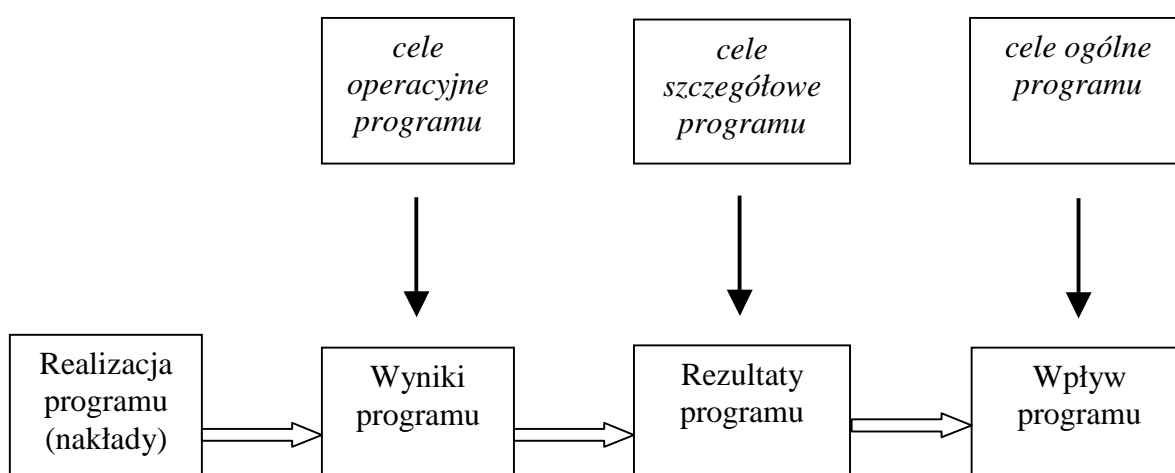 cele
operacyjne
programu
cele
szczegółowe
programu
cele ogólne
programu
Realizacja
programu
(nakłady)
Wyniki
programu
Rezultaty
programu
Wpływ
programu